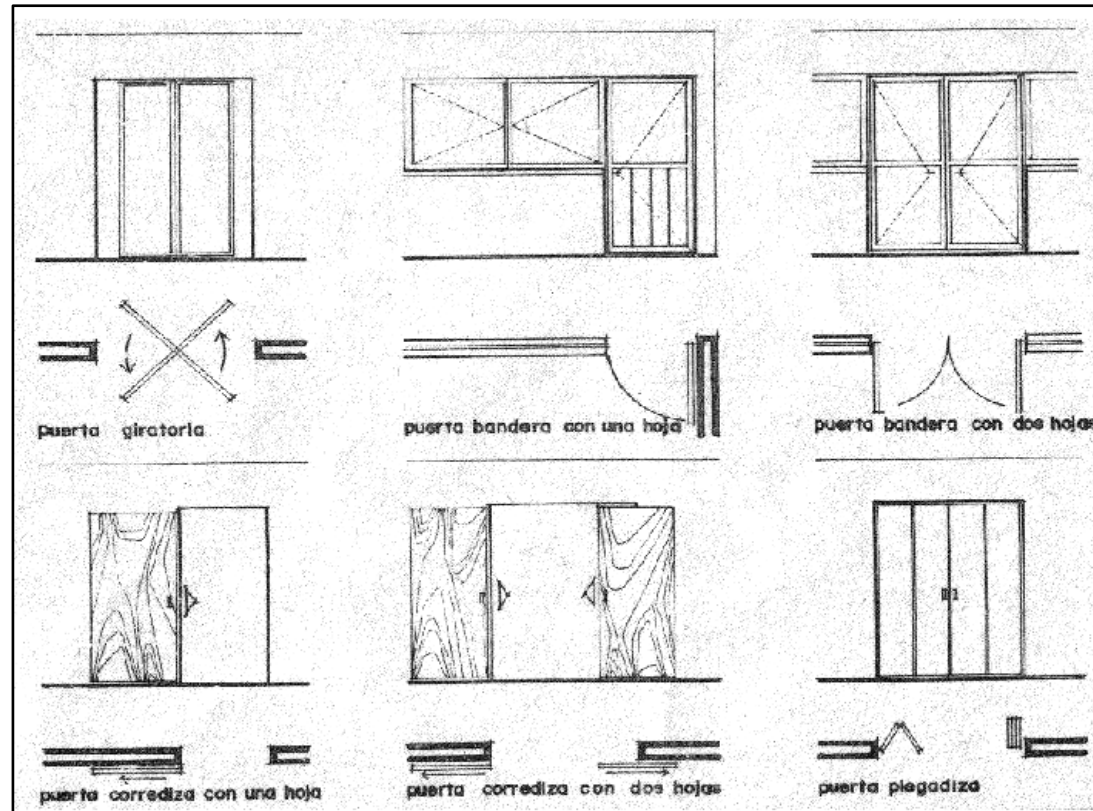 puerta giratoria
puerta bandera con una hoja
puerta bandera con dos hojas
puerta corrediza con una hoja
puerta corrediza con dos hojas
puerta plegadiza